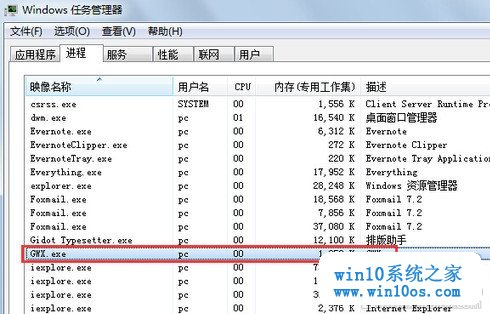 Windows 任务管理器
文件(F) 选项(O) 查看(V) 帮助(H)
应用程序 进程 服务 性能 联网 用户
映像名称 用户名 CPU 内存(专用工作集) 描述
csrss.exe SYSTEM 00 1,556 K Client Server Runtime Pro
dwm.exe pc 01 16,540 K 桌面窗口管理器
Evernote.exe pc 00 6,312 K Evernote
EvernoteClipper.exe pc 00 272 K Evernote Clipper
EvernoteTray.exe pc 00 220 K Evernote Tray Application
Everything.exe pc 00 17,952 K Everything
explorer.exe pc 00 28,248 K Windows 资源管理器
Foxmail.exe pc 00 18,568 K Foxmail 7.2
Foxmail.exe pc 00 7,856 K Foxmail 7.2
Foxmail.exe pc 00 37,080 K Foxmail 7.2
Gidot Typesetter.exe pc 00 12,100 K 排版助手
GWX.exe pc 00
iexplore.exe pc 00
iexplore.exe pc 00
iexplore.exe pc 00
iexplore.exe pc 00 2,376 K Internet Explorer
win10系统之家
www.win10os.com